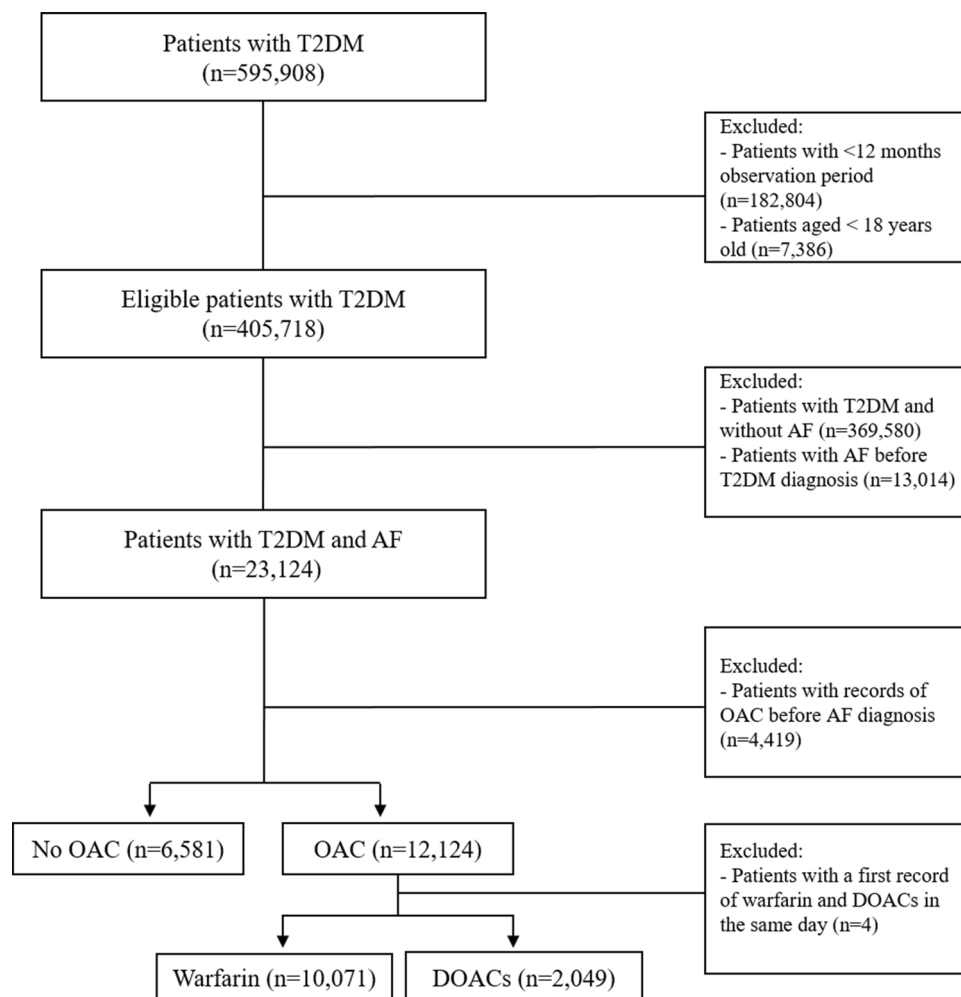 Patients with T2DM
(n=595,908)
Excluded:
- Patients with <12 months
observation period
(n=182,804)
- Patients aged < 18 years
old (n=7,386)
Eligible patients with T2DM
(n=405,718)
Excluded:
- Patients with T2DM and
without AF (n=369,580)
- Patients with AF before
T2DM diagnosis (n=13,014)
Patients with T2DM and AF
(n=23,124)
Excluded:
- Patients with records of
OAC before AF diagnosis
(n=4,419)
No OAC (n=6,581)
OAC (n=12,124)
Excluded:
- Patients with a first record
of warfarin and DOACs in
the same day (n=4)
Warfarin (n=10,071)
DOACs (n=2,049)